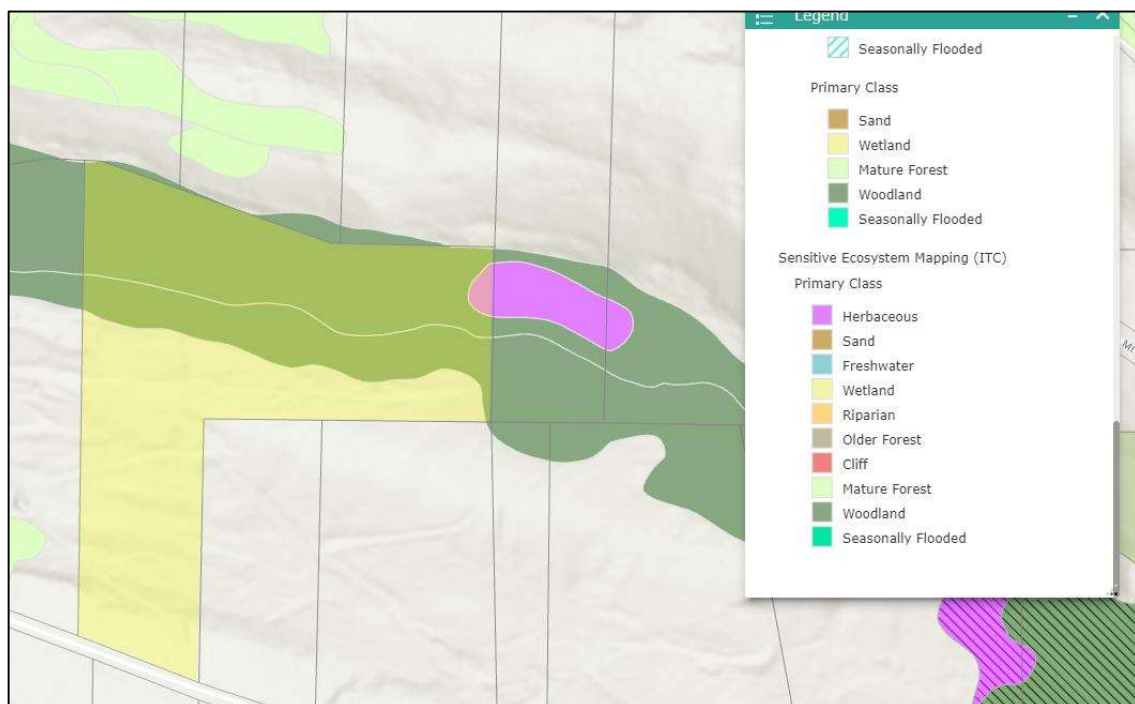 Legend
Seasonally Flooded
Primary Class
Sand
Wetland
Mature Forest
Woodland
Seasonally Flooded
Sensitive Ecosystem Mapping (ITC)
Primary Class
Herbaceous
Sand
Freshwater
Wetland
Riparian
Older Forest
Cliff
Mature Forest
Woodland
Seasonally Flooded